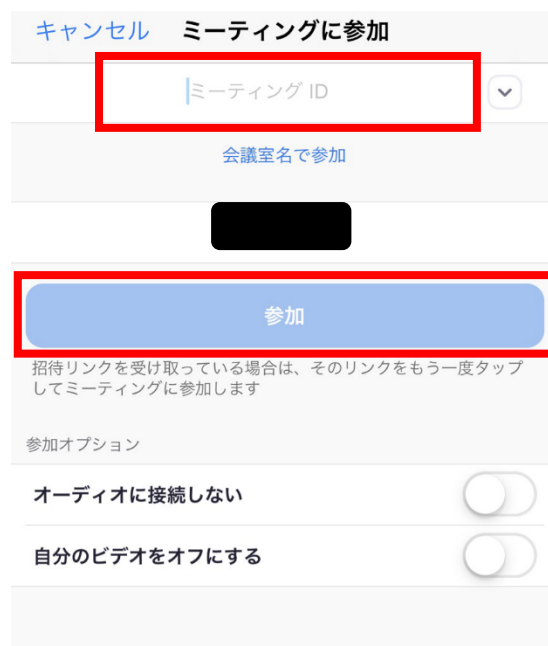 キャンセル ミーティングに参加
ミーティング ID
会議室名で参加
参加
招待リンクを受け取っている場合は、そのリンクをもう一度タップ
してミーティングに参加します
参加オプション
オーディオに接続しない
自分のビデオをオフにする